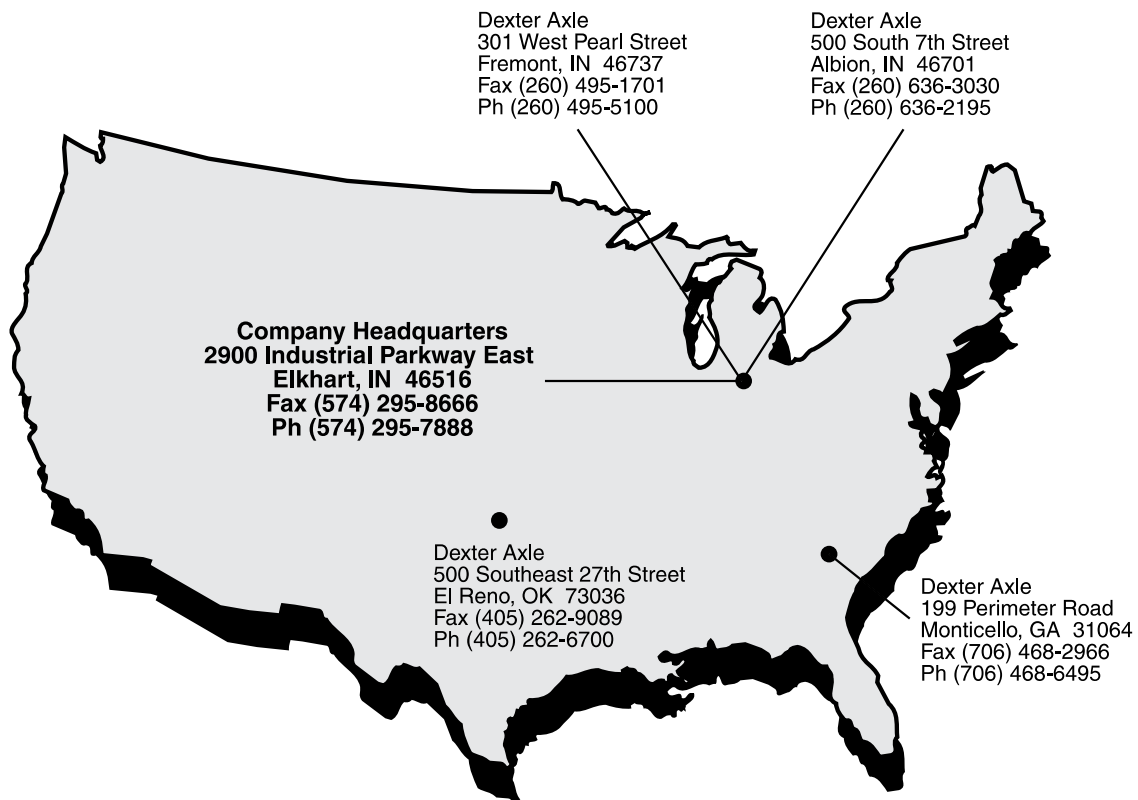 Dexter Axle
301 West Pearl Street
Fremont, IN  46737
Fax (260) 495-1701
Ph (260) 495-5100
Dexter Axle
500 South 7th Street
Albion, IN  46701
Fax (260) 636-3030
Ph (260) 636-2195
Company Headquarters
2900 Industrial Parkway East
Elkhart, IN  46516
Fax (574) 295-8666
Ph (574) 295-7888
Dexter Axle
500 Southeast 27th Street
El Reno, OK  73036
Fax (405) 262-9089
Ph (405) 262-6700
Dexter Axle
199 Perimeter Road
Monticello, GA  31064
Fax (706) 468-2966
Ph (706) 468-6495